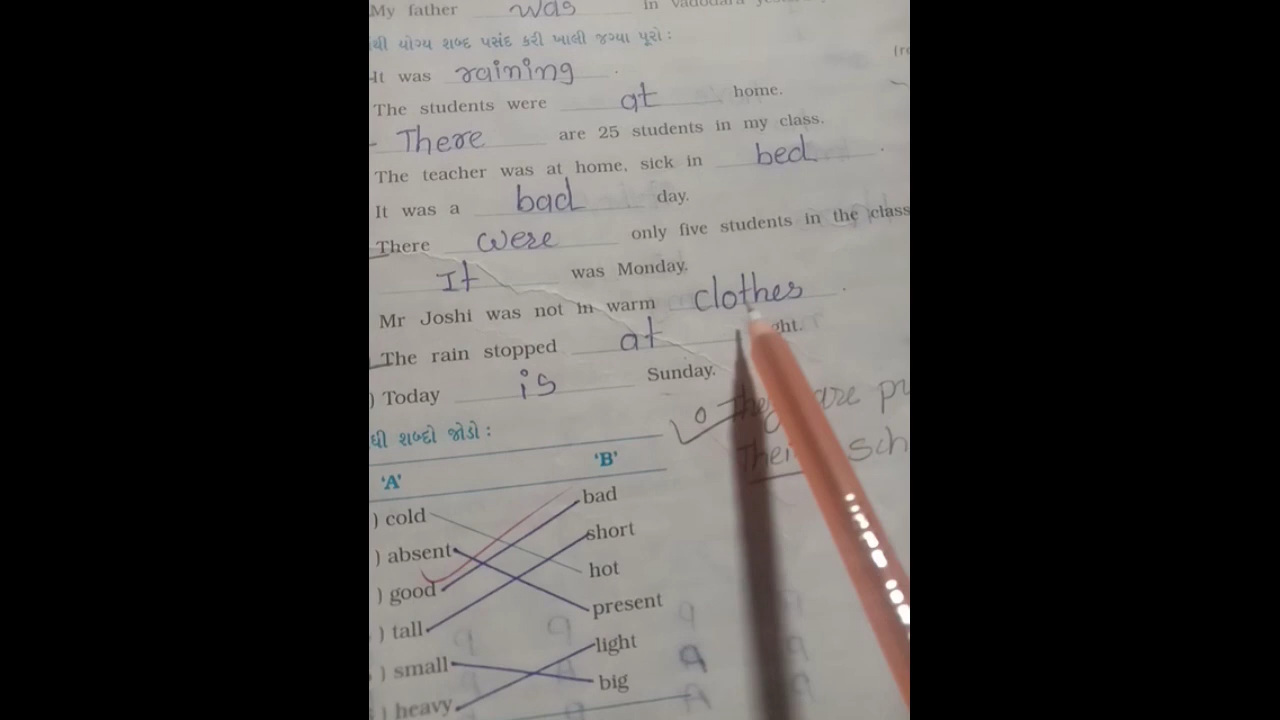 My father was in Vadodara
થી યોગ્ય શબ્દ પસંદ કરી ખાલી જગ્યા પૂરો :
It was raining .
The students were at home.
There are 25 students in my class.
The teacher was at home, sick in bed .
It was a bad day.
There were only five students in the class
It was Monday.
Mr Joshi was not in warm clothes .
The rain stopped at ght.
) Today is Sunday.
ધી શબ્દો જોડો :
are
sch
'A' 'B'
) cold bad
) absent short
) good hot
) tall present
) small light
) heavy big